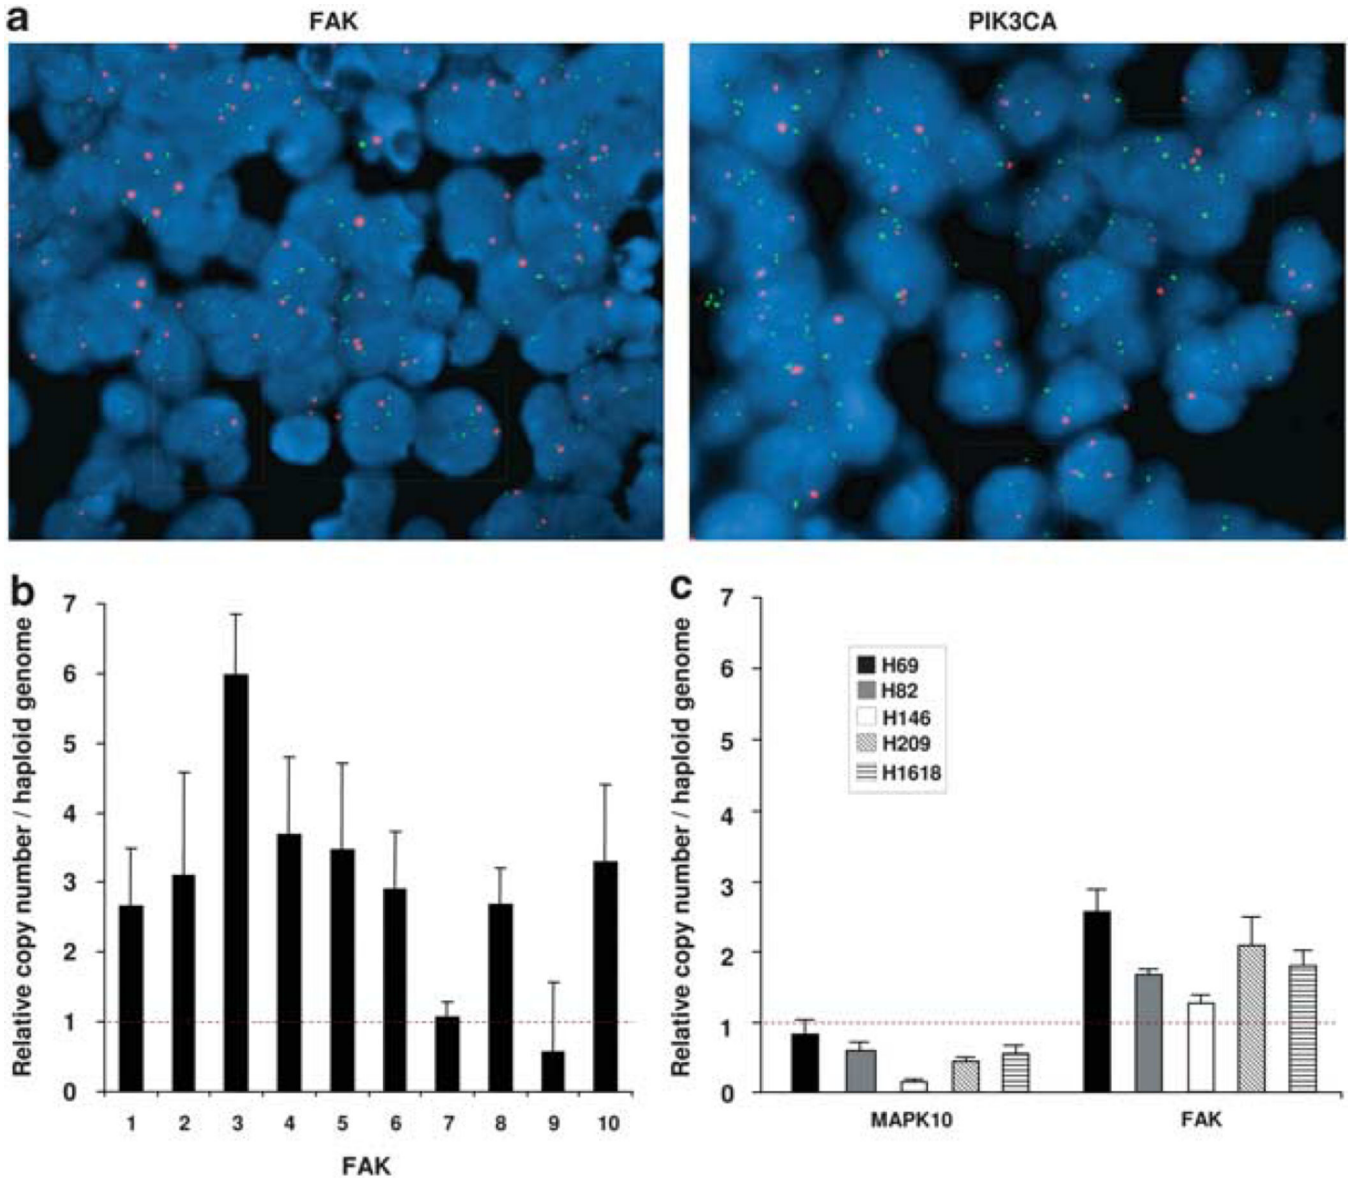 a
FAK
PIK3CA
b
Relative copy number / haploid genome
7
6
5
4
3
2
1
0
1 2 3 4 5 6 7 8 9 10
FAK
c
Relative copy number / haploid genome
7
6
5
4
3
2
1
0
H69
H82
H146
H209
H1618
MAPK10 FAK